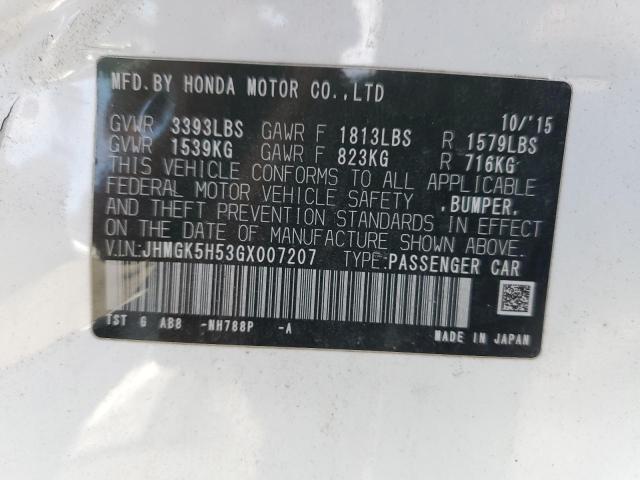 MFD.BY HONDA MOTOR CO.,LTD
10/'15
GVWR 3393LBS GAWR F 1813LBS R 1579LBS
GVWR 1539KG GAWR F 823KG R 716KG
THIS VEHICLE CONFORMS TO ALL APPLICABLE
FEDERAL MOTOR VEHICLE SAFETY .BUMPER.
AND THEFT PREVENTION STANDARDS IN EFFECT
ON THE DATE OF MANUFACTURE SHOWN ABOVE.
V.I.N:JHMGK5H53GX007207 TYPE:PASSENGER CAR
TST G AB8 -NH788P -A MADE IN JAPAN